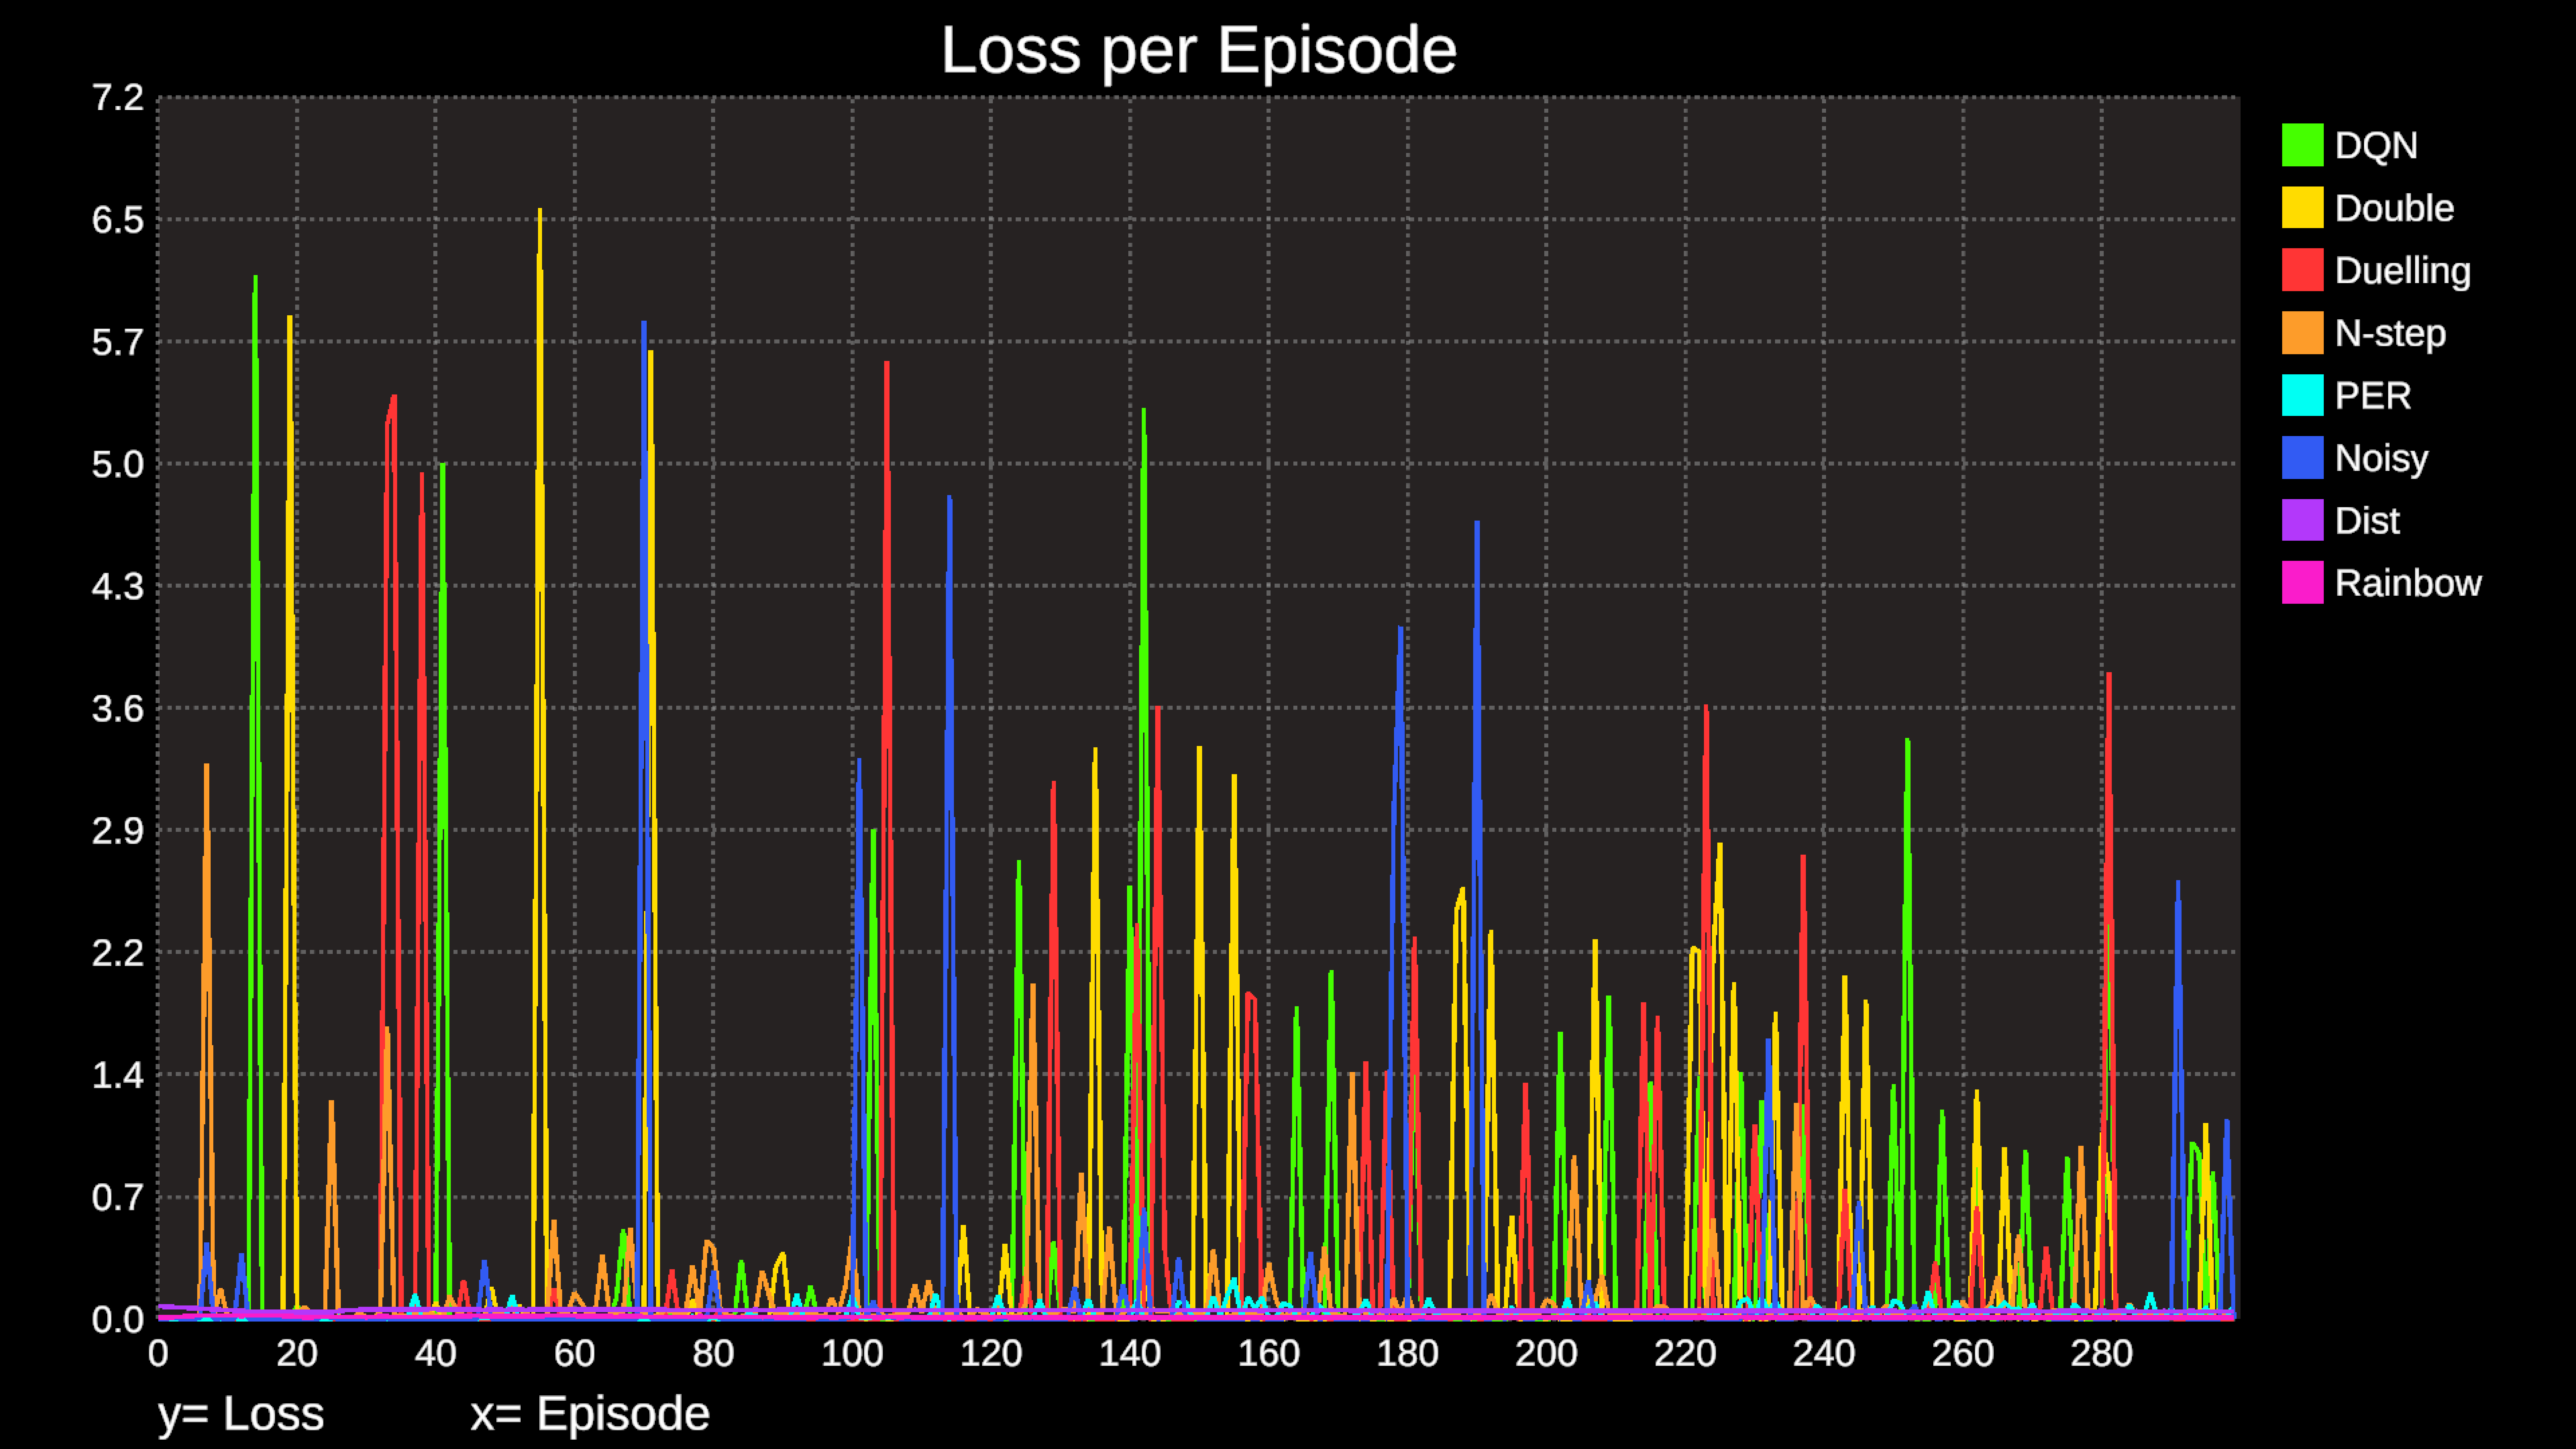 Loss per Episode
7.2
6.5
5.7
5.0
4.3
3.6
2.9
2.2
1.4
0.7
0.0
0 20 40 60 80 100 120 140 160 180 200 220 240 260 280
y= Loss x= Episode
DQN
Double
Duelling
N-step
PER
Noisy
Dist
Rainbow